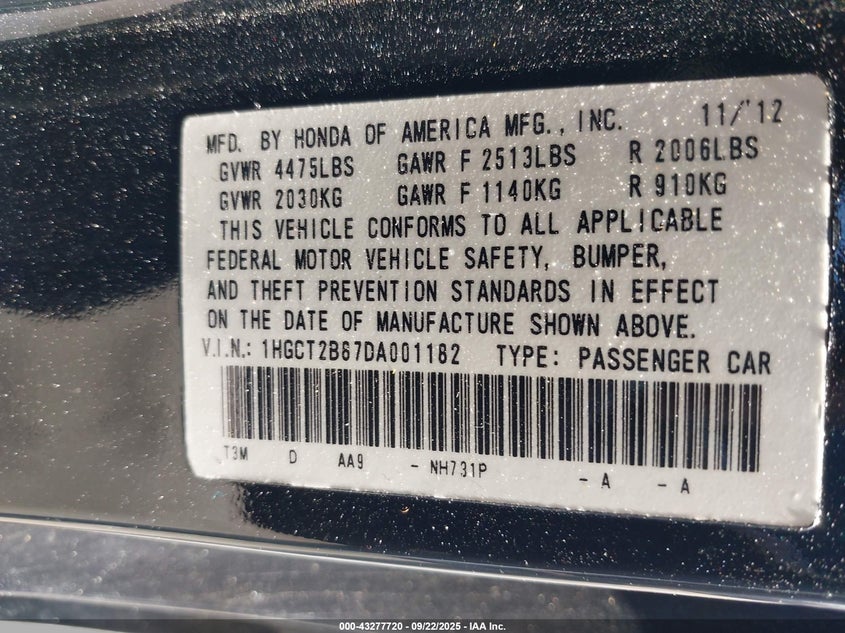 MFD. BY HONDA OF AMERICA MFG., INC. 11/'12
GVWR 4475LBS GAWR F 2513LBS R 2006LBS
GVWR 2030KG GAWR F 1140KG R 910KG
THIS VEHICLE CONFORMS TO ALL APPLICABLE
FEDERAL MOTOR VEHICLE SAFETY, BUMPER,
AND THEFT PREVENTION STANDARDS IN EFFECT
ON THE DATE OF MANUFACTURE SHOWN ABOVE.
V.I.N.: 1HGCT2B67DA001182 TYPE: PASSENGER CAR
T3M D AA9 - NH731P - A - A
000-43277720 - 09/22/2025 - IAA Inc.